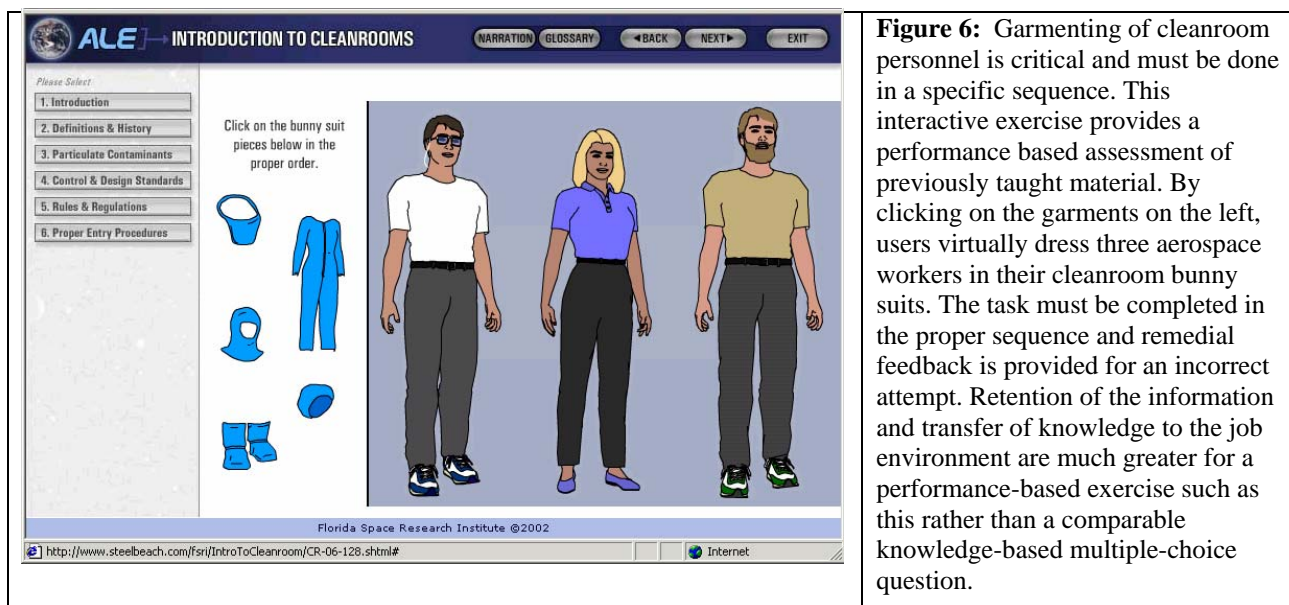 ALE INTRODUCTION TO CLEANROOMS
NARRATION GLOSSARY ◄BACK NEXT► EXIT
Please Select
1. Introduction
2. Definitions & History
3. Particulate Contaminants
4. Control & Design Standards
5. Rules & Regulations
6. Proper Entry Procedures
Click on the bunny suit
pieces below in the
proper order.
Florida Space Research Institute ©2002
http://www.steelbeach.com/fsri/IntroToCleanroom/CR-06-128.shtml# Internet
Figure 6: Garmenting of cleanroom
personnel is critical and must be done
in a specific sequence. This
interactive exercise provides a
performance based assessment of
previously taught material. By
clicking on the garments on the left,
users virtually dress three aerospace
workers in their cleanroom bunny
suits. The task must be completed in
the proper sequence and remedial
feedback is provided for an incorrect
attempt. Retention of the information
and transfer of knowledge to the job
environment are much greater for a
performance-based exercise such as
this rather than a comparable
knowledge-based multiple-choice
question.